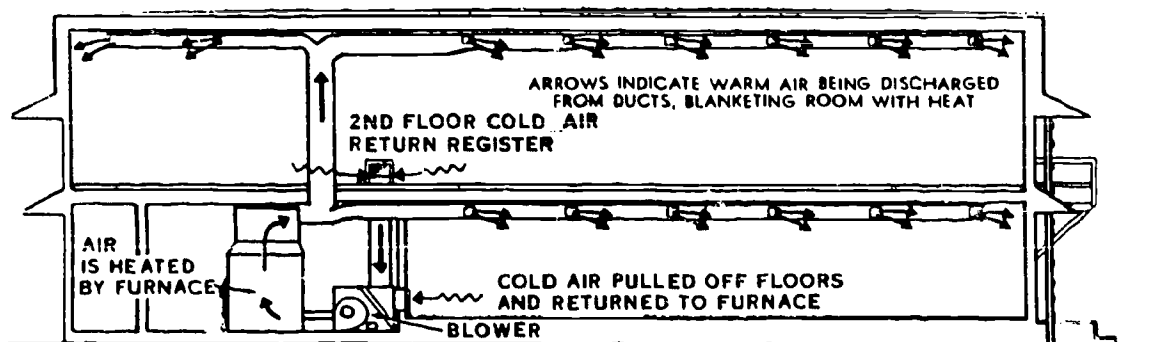 ARROWS INDICATE WARM AIR BEING DISCHARGED
FROM DUCTS, BLANKETING ROOM WITH HEAT
2ND FLOOR COLD AIR
RETURN REGISTER
AIR
IS HEATED
BY FURNACE
COLD AIR PULLED OFF FLOORS
AND RETURNED TO FURNACE
BLOWER